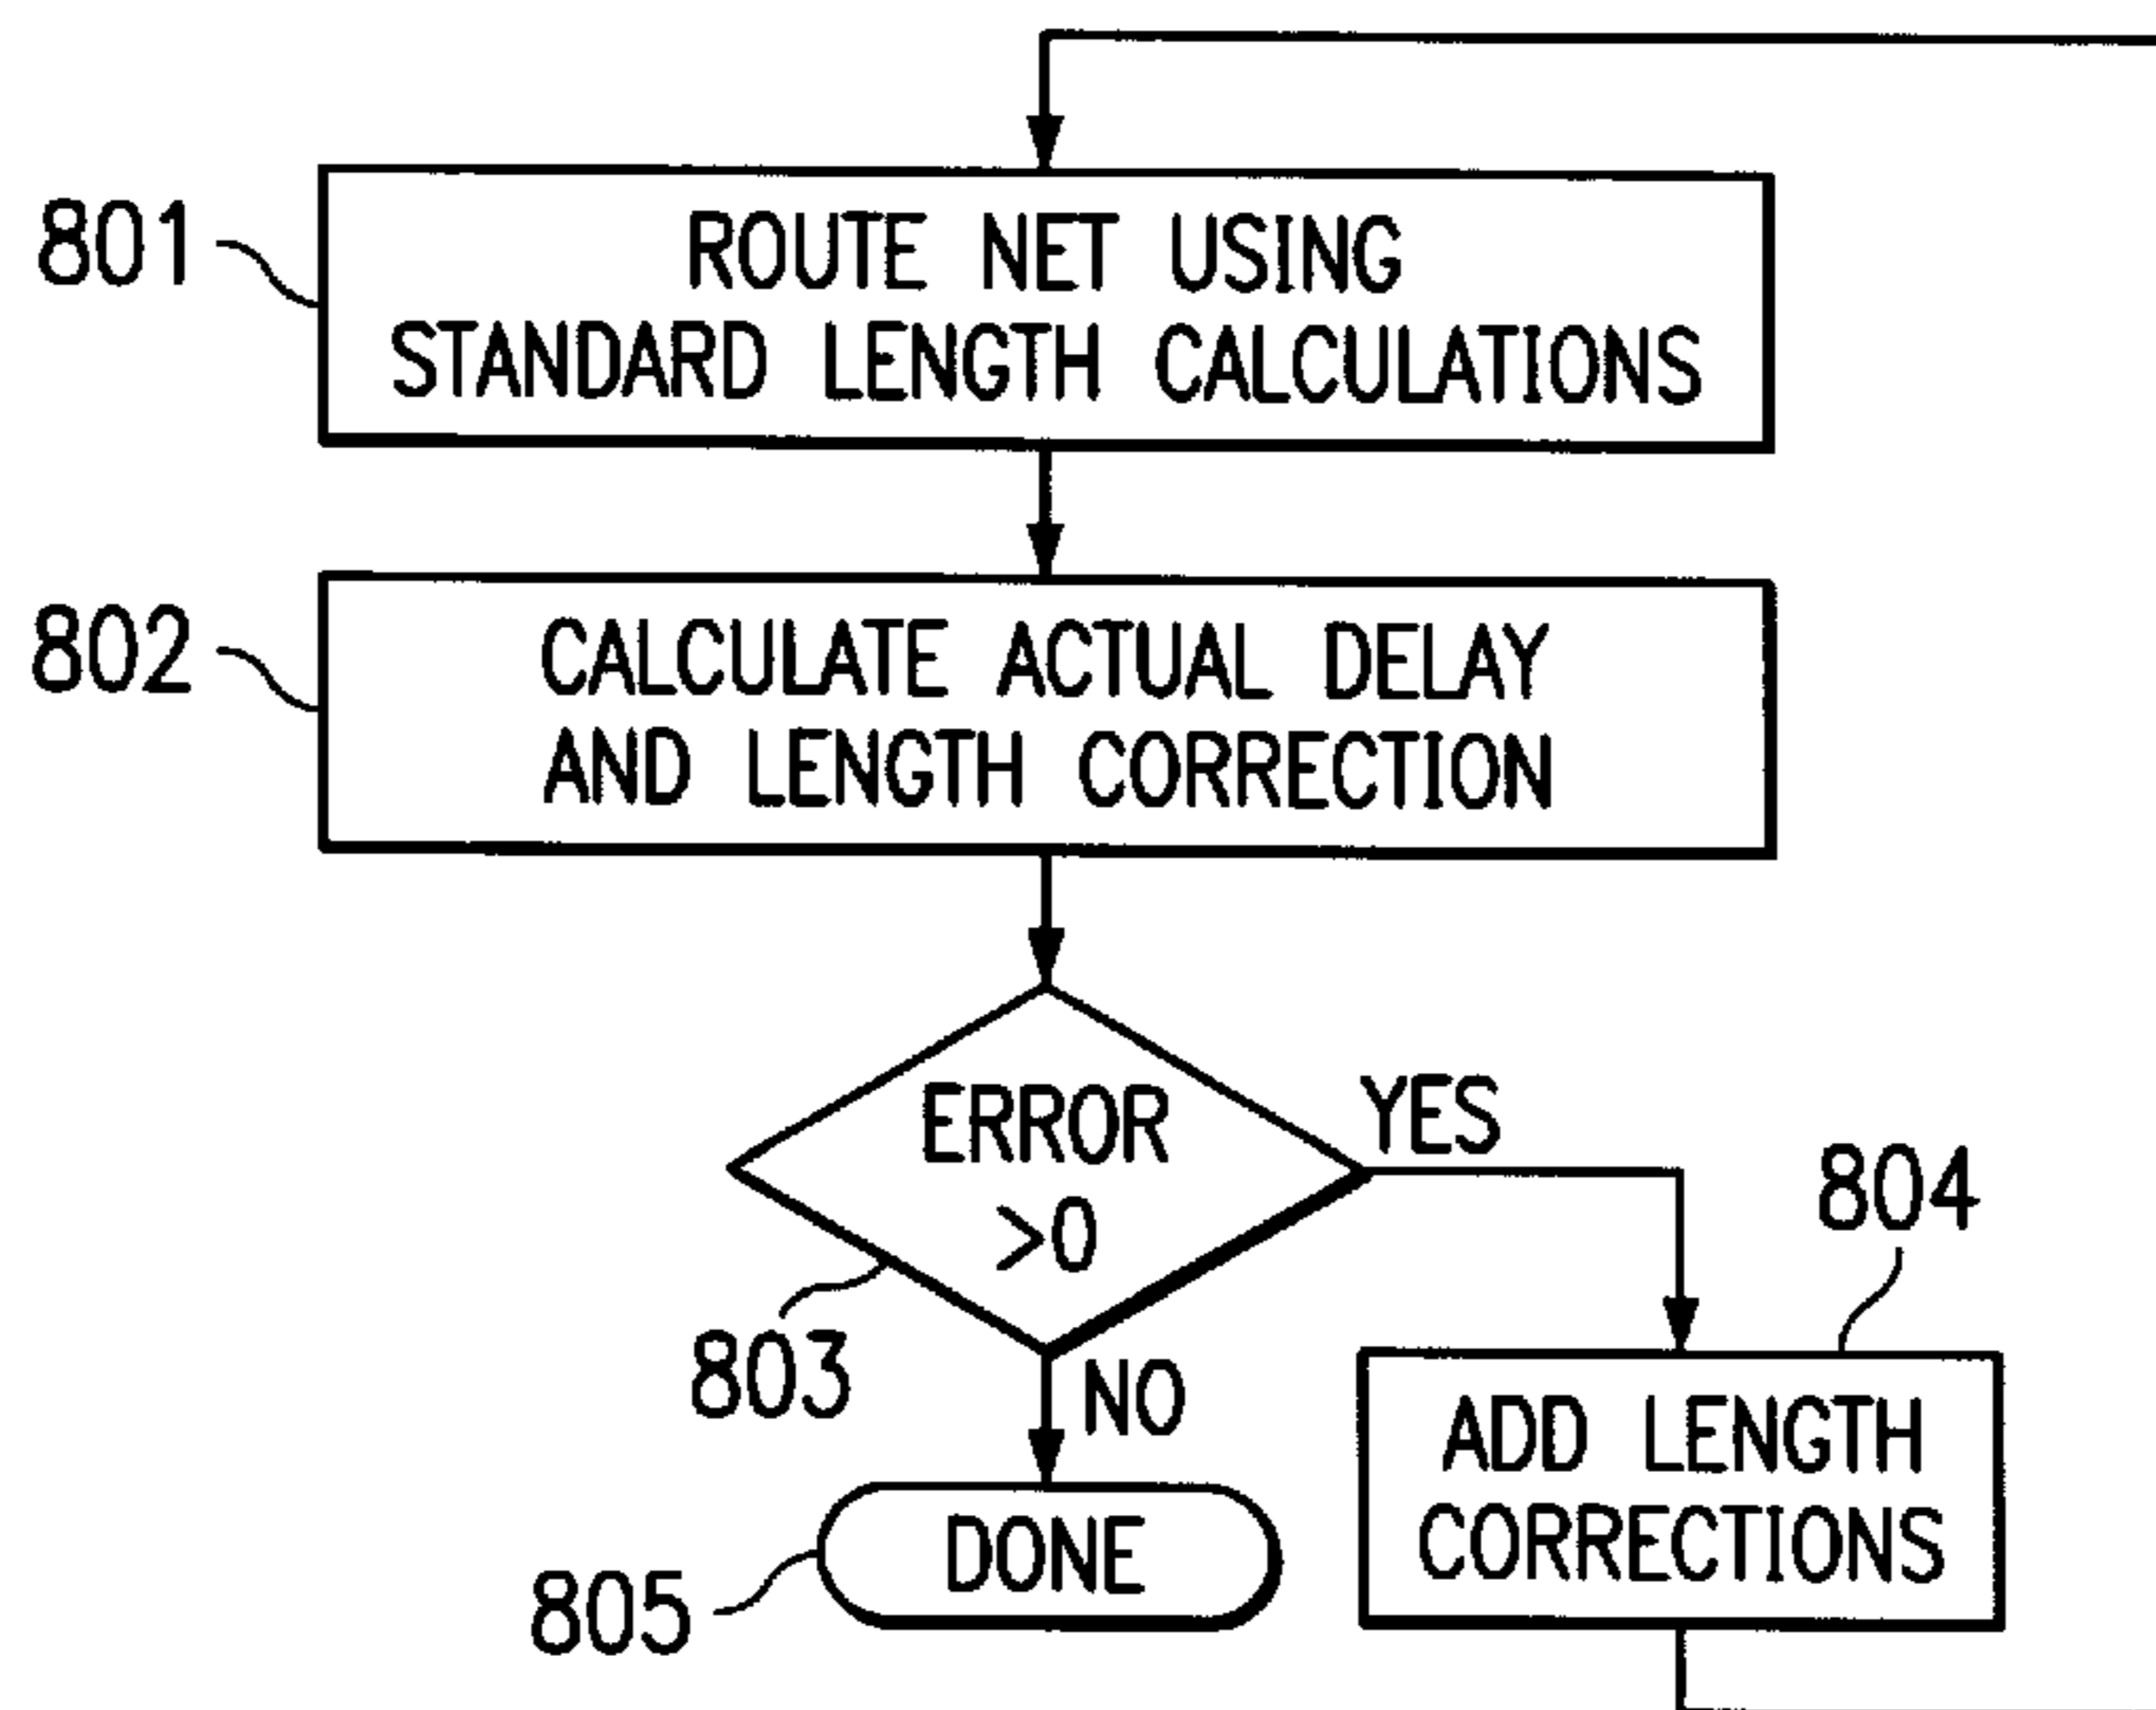 801
ROUTE NET USING
STANDARD LENGTH CALCULATIONS
802
CALCULATE ACTUAL DELAY
AND LENGTH CORRECTION
ERROR
>0
YES
803
NO
804
ADD LENGTH
CORRECTIONS
805
DONE